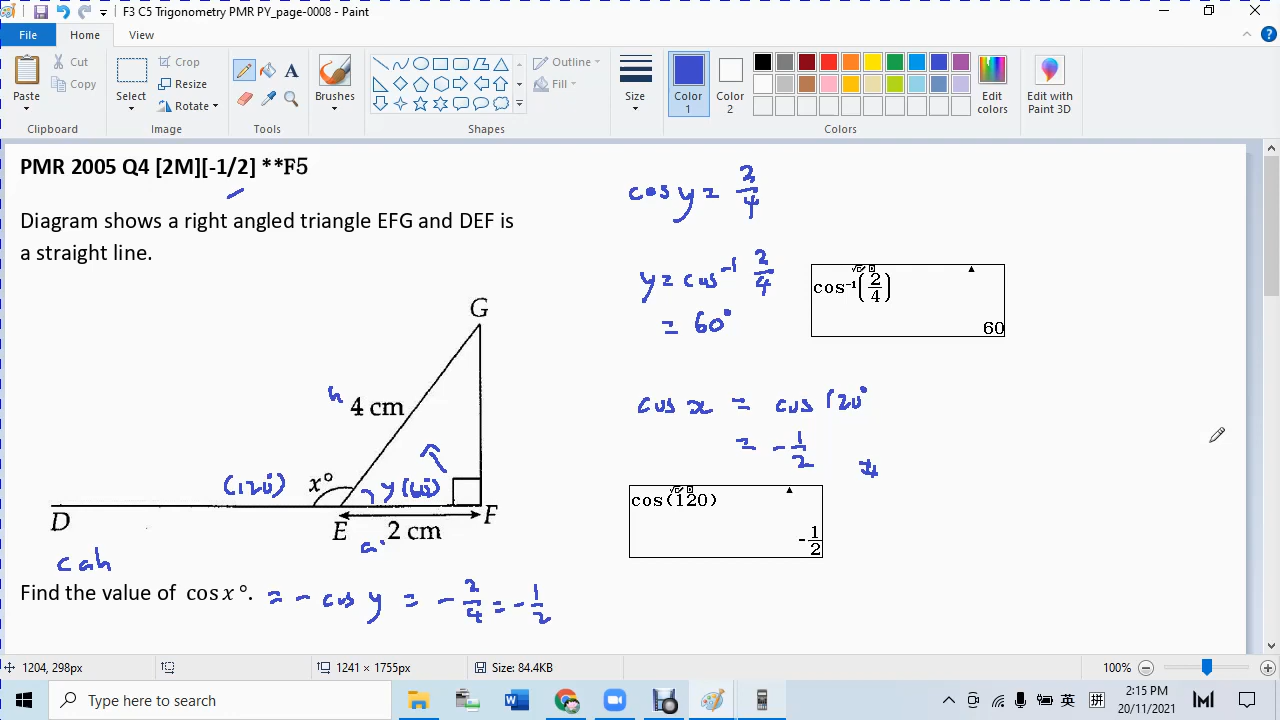 F3 C5 Trigonometry PMR PY_page-0008 - Paint
File Home View
Paste Cut Copy Clipboard
Select Crop Resize Rotate Image
Tools
Brushes
Outline Fill Shapes
Size
Color 1 Color 2 Edit colors Colors
Edit with Paint 3D
PMR 2005 Q4 [2M][-1/2] **F5
Diagram shows a right angled triangle EFG and DEF is
a straight line.
G
h 4 cm
(120°) x° y (60°)
D E 2 cm F
a
cah
Find the value of cos x °. = - cos y = - 2/4 = - 1/2
cos y = 2/4
y = cos⁻¹ 2/4
= 60°
cos⁻¹(2/4)
60
cos x = cos 120°
= - 1/2
cos(120)
-1/2
1204, 298px 1241 × 1755px Size: 84.4KB 100%
Type here to search
英 拼 2:15 PM
20/11/2021